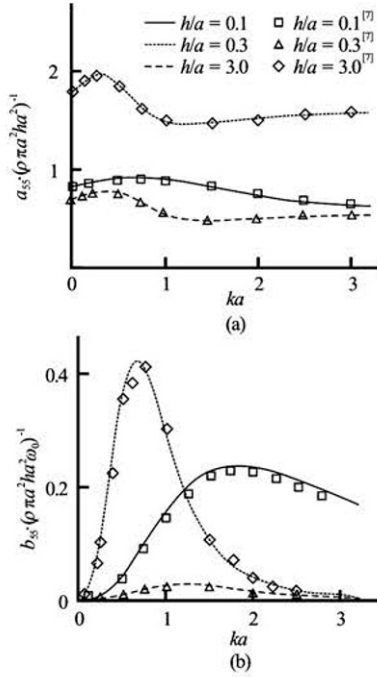 h/a = 0.1 0.1[7]
h/a = 0.3 0.3[7]
h/a = 3.0 3.0[7]
a₅₅·(ρπa²ha²)⁻¹
2
1
0 1 2 3
ka
(a)
b₅₅·(ρπa²ha²ω₀)⁻¹
0.4
0.2
0
0 1 2 3
ka
(b)